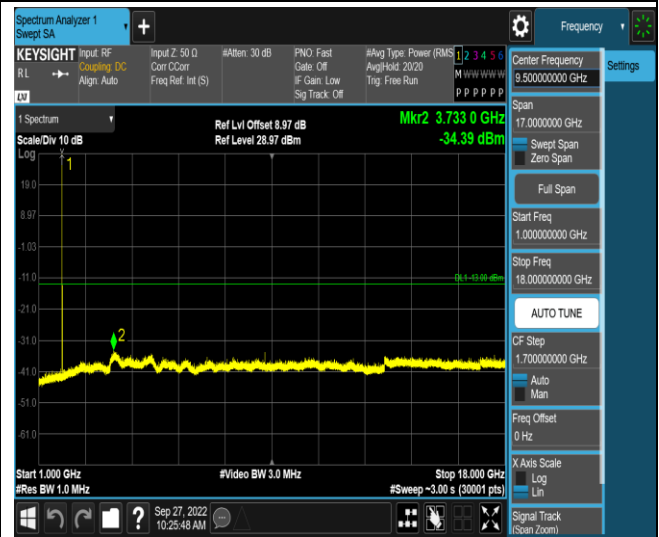 Spectrum Analyzer 1
Swept SA
+
Frequency
KEYSIGHT
RL
LXI
Input: RF
Coupling: DC
Align: Auto
Input Z: 50 Ω
Corr CCorr
Freq Ref: Int (S)
#Atten: 30 dB
PNO: Fast
Gate: Off
IF Gain: Low
Sig Track: Off
#Avg Type: Power (RMS
Avg|Hold: 20/20
Trig: Free Run
1 2 3 4 5 6
M W W W W W
P P P P P P
1 Spectrum
Scale/Div 10 dB
Log
Ref Lvl Offset 8.97 dB
Ref Level 28.97 dBm
Mkr2 3.733 0 GHz
-34.39 dBm
1
19.0
8.97
-1.03
-11.0
DL1 -13.00 dBm
-21.0
-31.0
2
-41.0
-51.0
-61.0
Start 1.000 GHz
#Res BW 1.0 MHz
#Video BW 3.0 MHz
Stop 18.000 GHz
#Sweep ~3.00 s (30001 pts)
?
Sep 27, 2022
10:25:48 AM
Center Frequency
9.500000000 GHz
Settings
Span
17.0000000 GHz
Swept Span
Zero Span
Full Span
Start Freq
1.000000000 GHz
Stop Freq
18.000000000 GHz
AUTO TUNE
CF Step
1.700000000 GHz
Auto
Man
Freq Offset
0 Hz
X Axis Scale
Log
Lin
Signal Track
(Span Zoom)